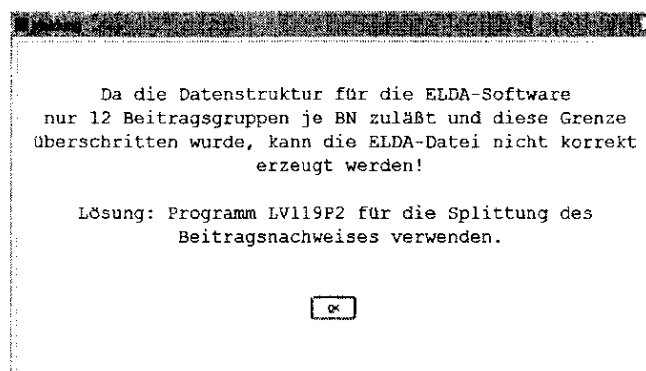 Da die Datenstruktur für die ELDA-Software
nur 12 Beitragsgruppen je BN zuläßt und diese Grenze
überschritten wurde, kann die ELDA-Datei nicht korrekt
erzeugt werden!
Lösung: Programm LV119P2 für die Splittung des
Beitragsnachweises verwenden.
OK